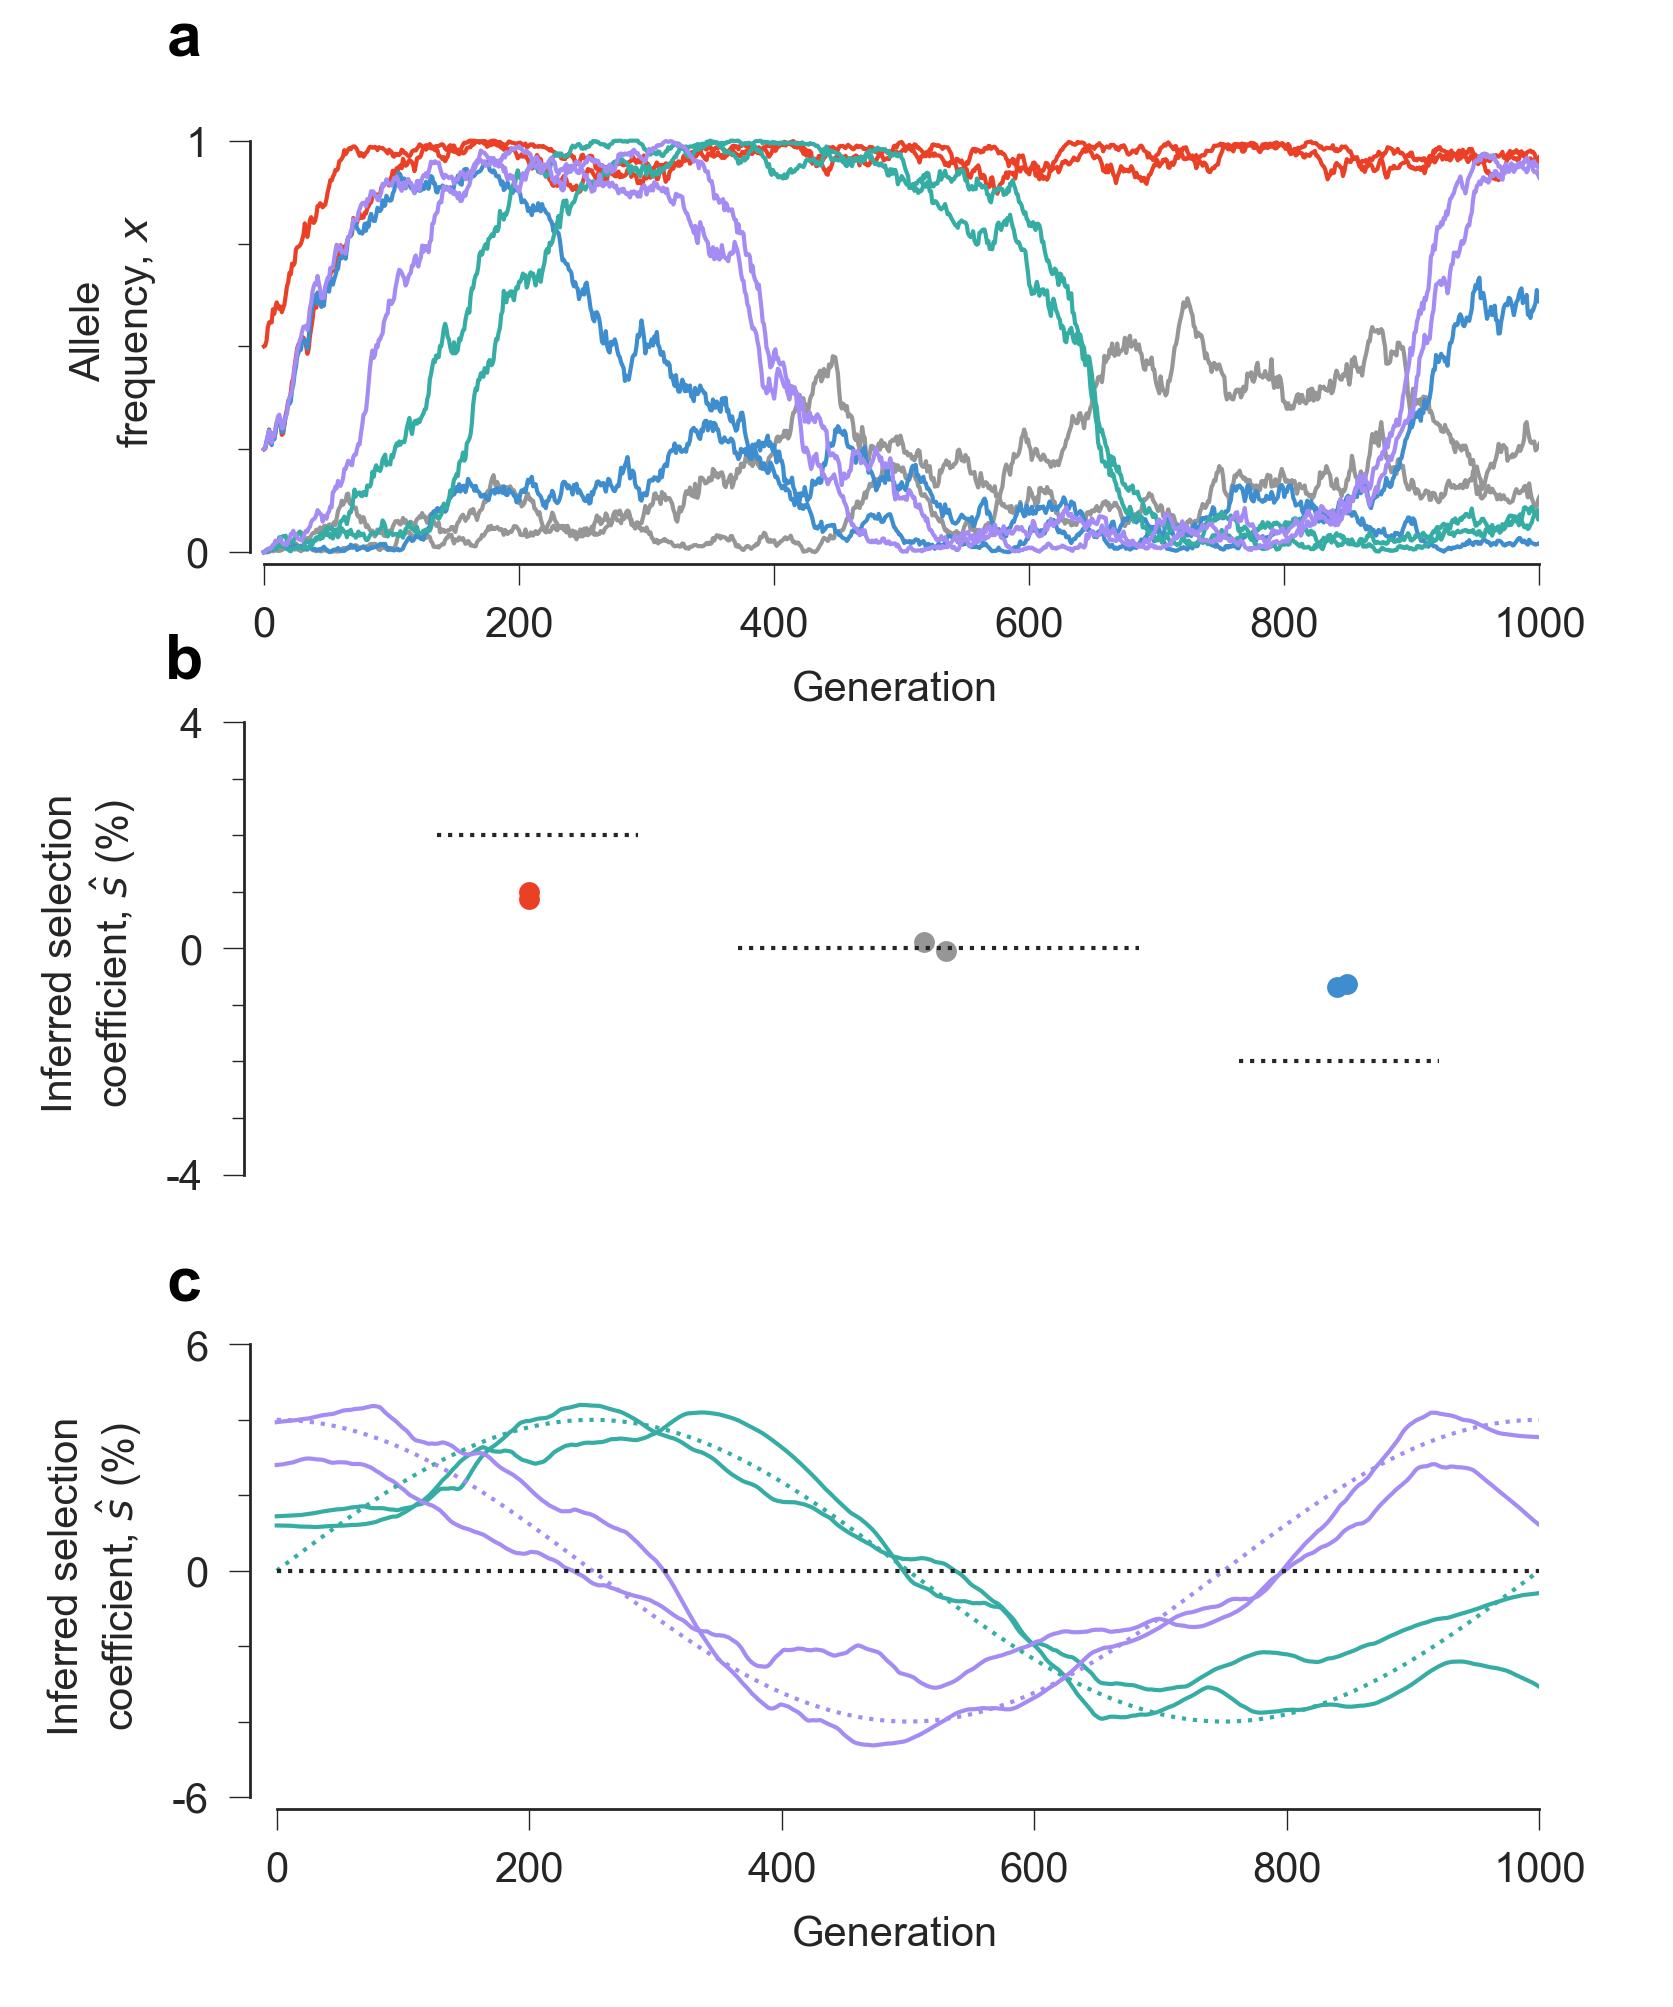 a
1
0
Allele
frequency, x
0 200 400 600 800 1000
Generation
b
4
0
-4
Inferred selection
coefficient, ŝ (%)
c
6
0
-6
Inferred selection
coefficient, ŝ (%)
0 200 400 600 800 1000
Generation